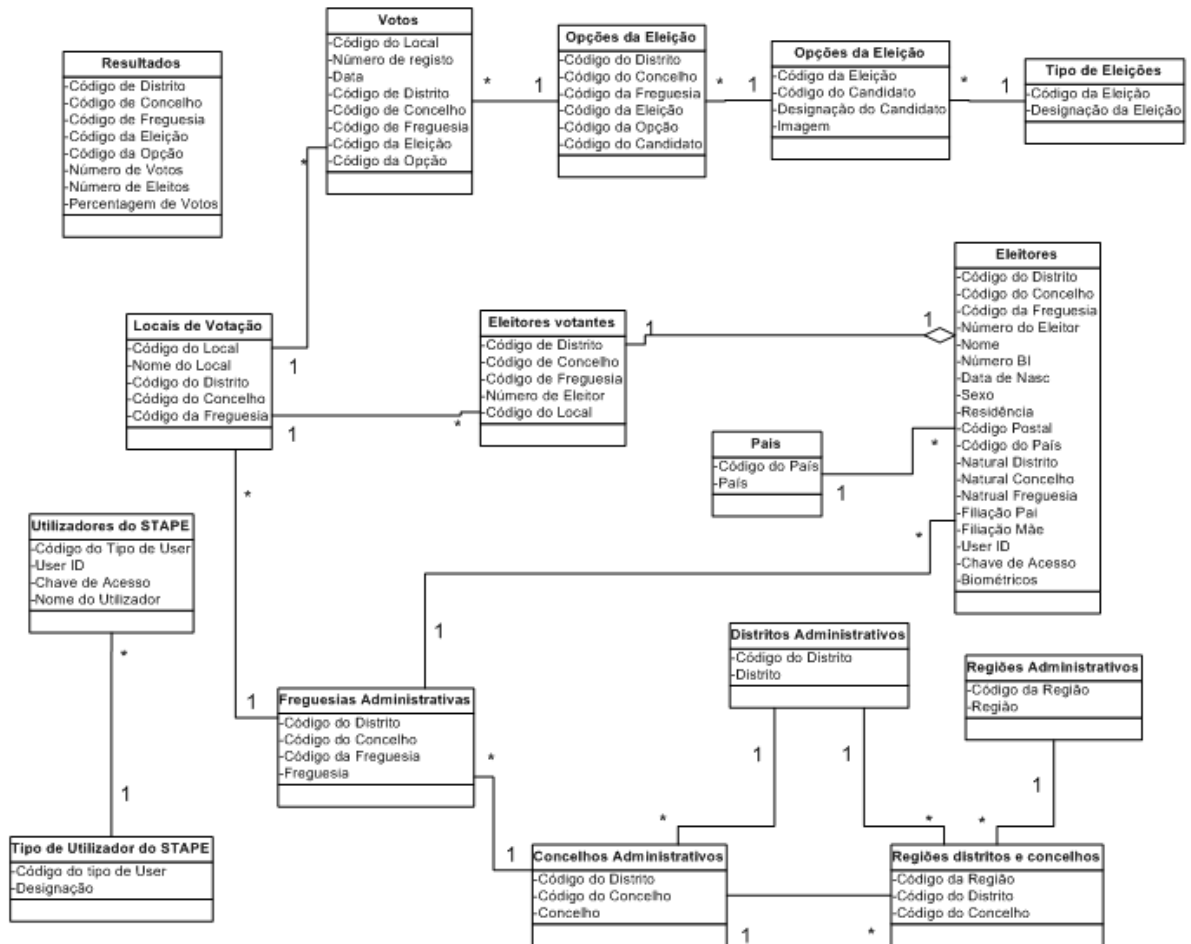 Resultados
-Código de Distrito
-Código de Concelho
-Código de Freguesia
-Código da Eleição
-Código da Opção
-Número de Votos
-Número de Eleitos
-Percentagem de Votos
Votos
-Código do Local
-Número de registo
-Data
-Código de Distrito
-Código de Concelho
-Código de Freguesia
-Código da Eleição
-Código da Opção
* 1
Opções da Eleição
-Código do Distrito
-Código do Concelho
-Código da Freguesia
-Código da Eleição
-Código da Opção
-Código do Candidato
* 1
Opções da Eleição
-Código da Eleição
-Código do Candidato
-Designação do Candidato
-Imagem
* 1
Tipo de Eleições
-Código da Eleição
-Designação da Eleição
*
1
Locais de Votação
-Código do Local
-Nome do Local
-Código do Distrito
-Código do Concelho
-Código da Freguesia
1 *
Eleitores votantes
-Código de Distrito
-Código de Concelho
-Código de Freguesia
-Número de Eleitor
-Código do Local
1 1
Eleitores
-Código do Distrito
-Código do Concelho
-Código da Freguesia
-Número do Eleitor
-Nome
-Número BI
-Data de Nasc
-Sexo
-Residência
-Código Postal
-Código do País
-Natural Distrito
-Natural Concelho
-Natrual Freguesia
-Filiação Pai
-Filiação Mãe
-User ID
-Chave de Acesso
-Biométricos
Pais
-Código do País
-País
1 *
*
1
*
1
Utilizadores do STAPE
-Código do Tipo de User
-User ID
-Chave de Acesso
-Nome do Utilizador
*
1
Tipo de Utilizador do STAPE
-Código do tipo de User
-Designação
Freguesias Administrativas
-Código do Distrito
-Código do Concelho
-Código da Freguesia
-Freguesia
*
1
Distritos Administrativos
-Código do Distrito
-Distrito
1 1
* *
Regiões Administrativos
-Código da Região
-Região
1
*
Concelhos Administrativos
-Código do Distrito
-Código do Concelho
-Concelho
1 *
Regiões distritos e concelhos
-Código da Região
-Código do Distrito
-Código do Concelho